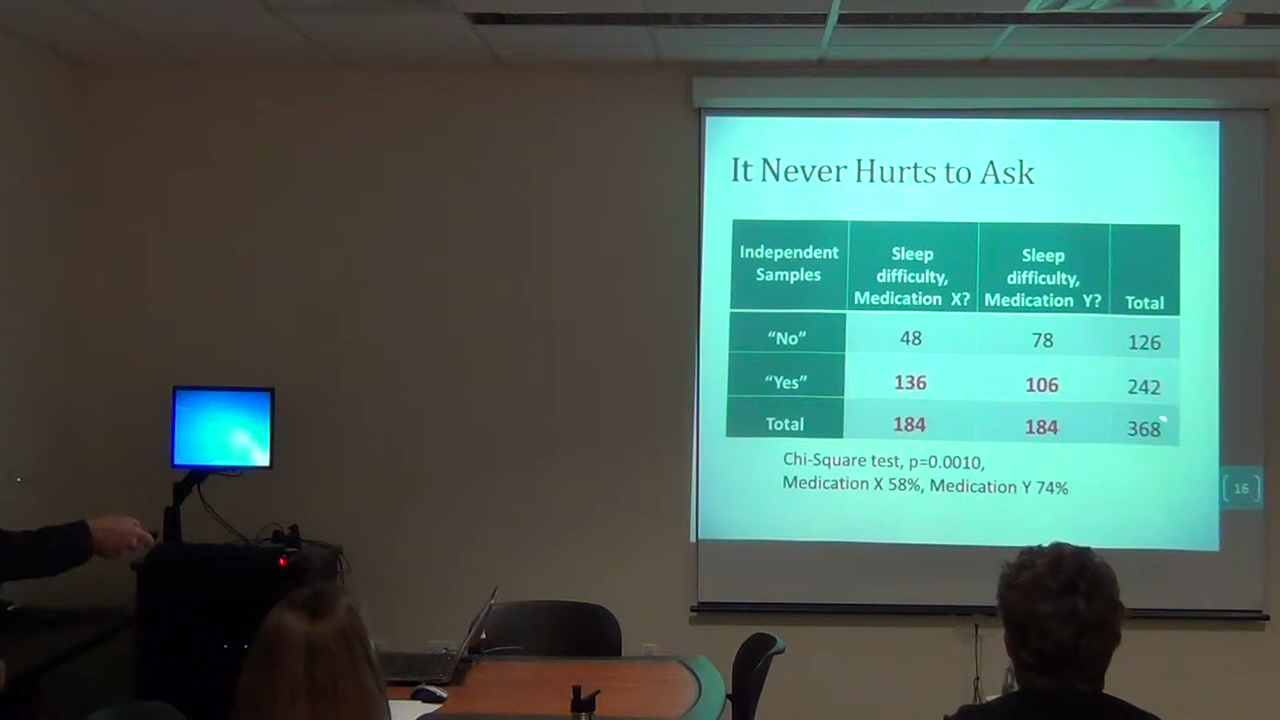 It Never Hurts to Ask
Independent Samples
Sleep difficulty, Medication X?
Sleep difficulty, Medication Y?
Total
"No" 48 78 126
"Yes" 136 106 242
Total 184 184 368
Chi-Square test, p=0.0010,
Medication X 58%, Medication Y 74%
16